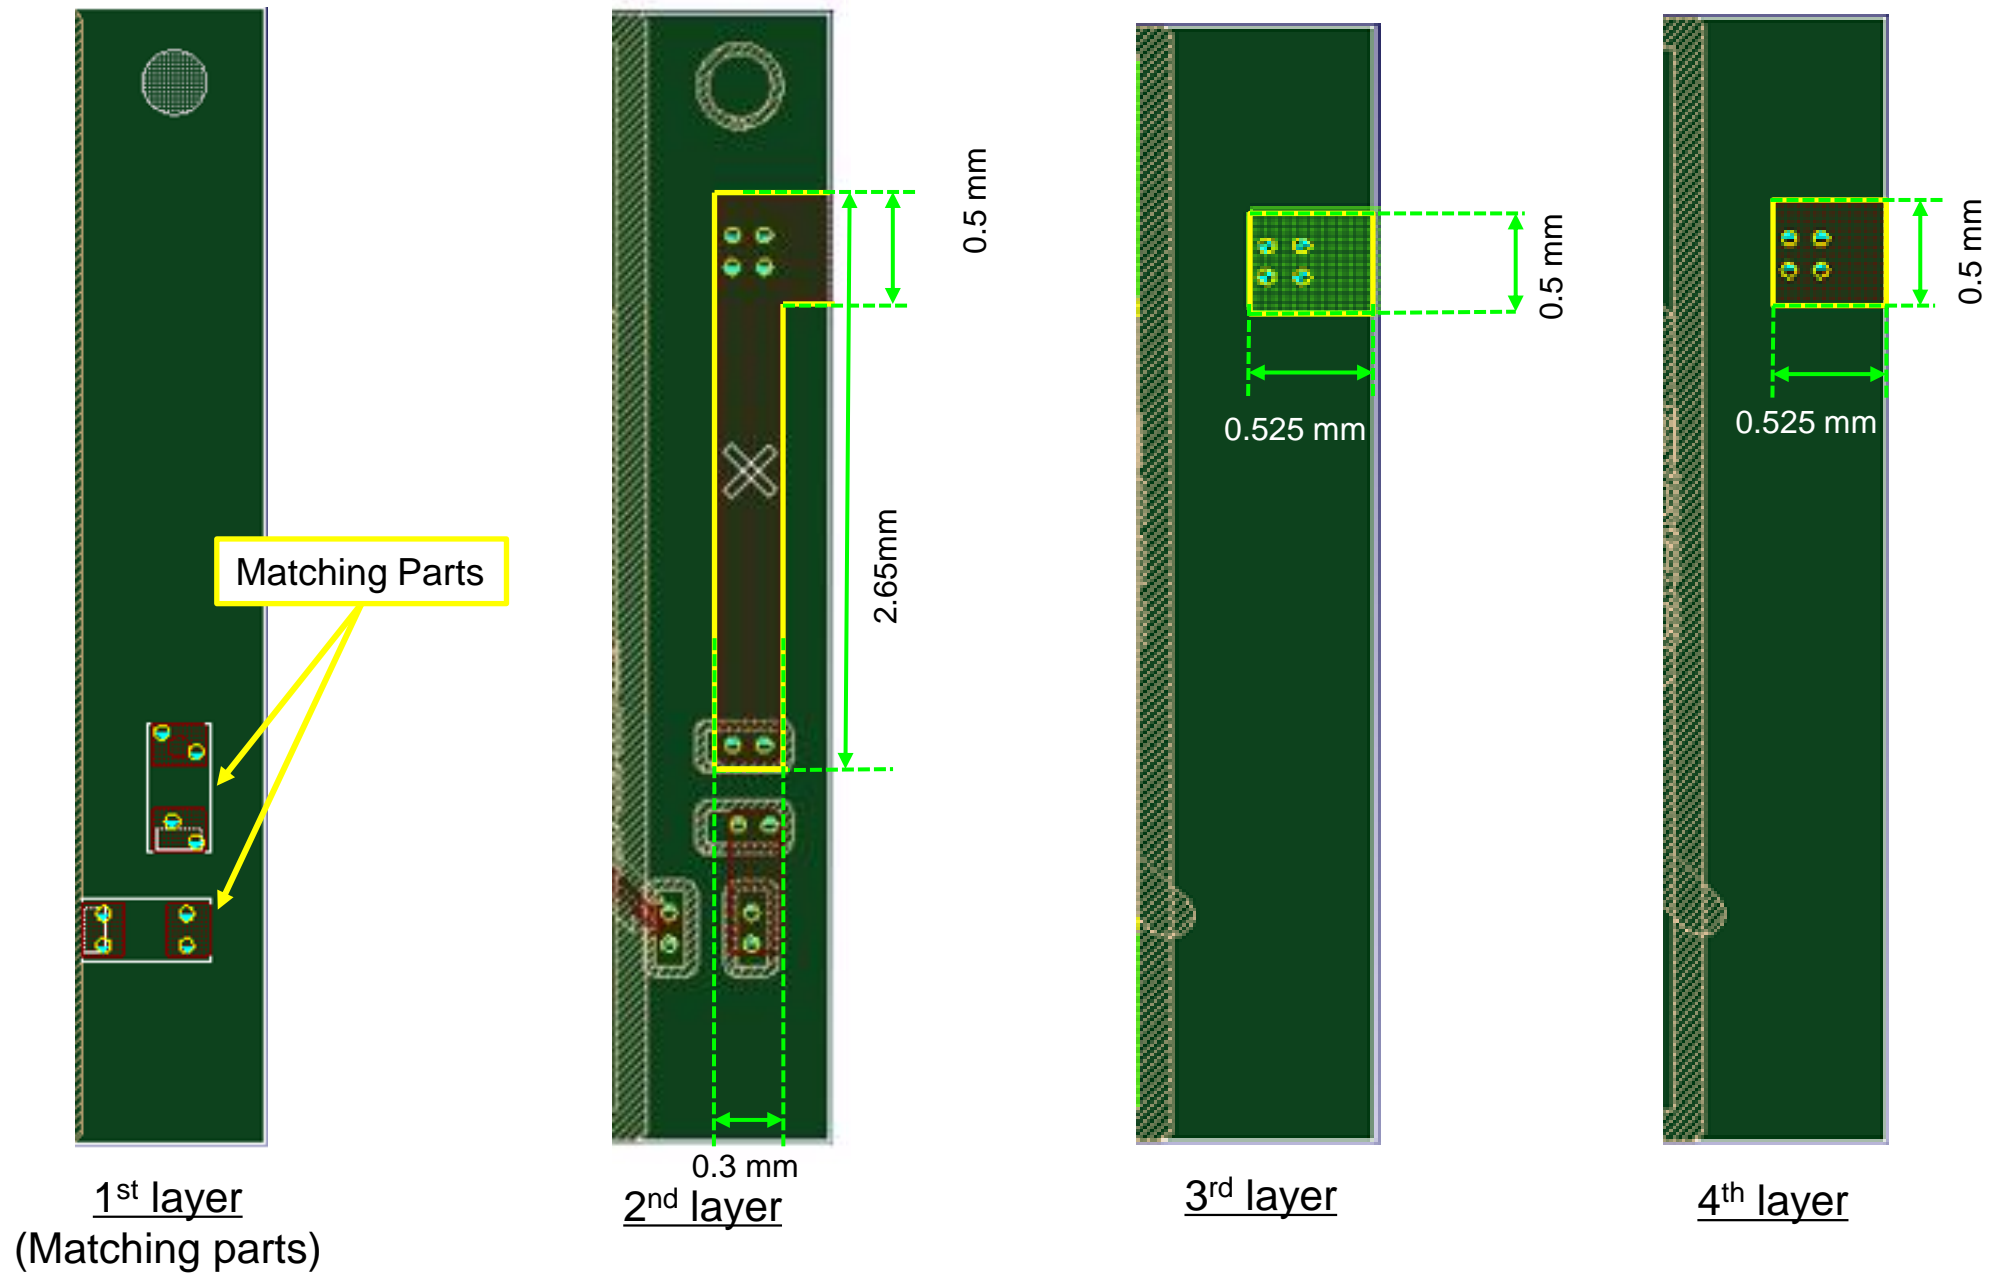 Matching Parts
1st layer
(Matching parts)
0.5 mm
2.65mm
0.3 mm
2nd layer
0.5 mm
0.525 mm
3rd layer
0.5 mm
0.525 mm
4th layer